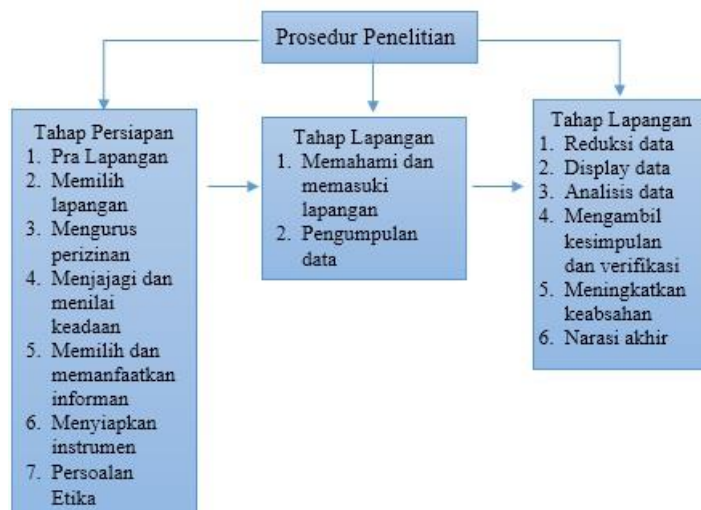 Prosedur Penelitian
Tahap Persiapan
1. Pra Lapangan
2. Memilih
lapangan
3. Mengurus
perizinan
4. Menjajagi dan
menilai
keadaan
5. Memilih dan
memanfaatkan
informan
6. Menyiapkan
instrumen
7. Persoalan
Etika
Tahap Lapangan
1. Memahami dan
memasuki
lapangan
2. Pengumpulan
data
Tahap Lapangan
1. Reduksi data
2. Display data
3. Analisis data
4. Mengambil
kesimpulan
dan verifikasi
5. Meningkatkan
keabsahan
6. Narasi akhir